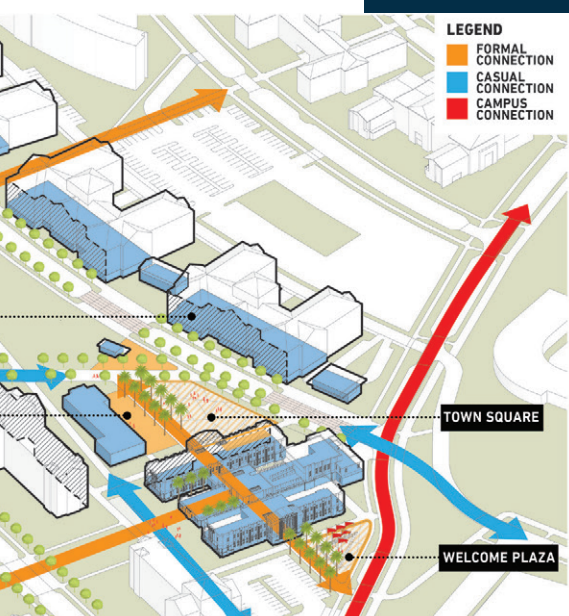 LEGEND
FORMAL
CONNECTION
CASUAL
CONNECTION
CAMPUS
CONNECTION
TOWN SQUARE
WELCOME PLAZA